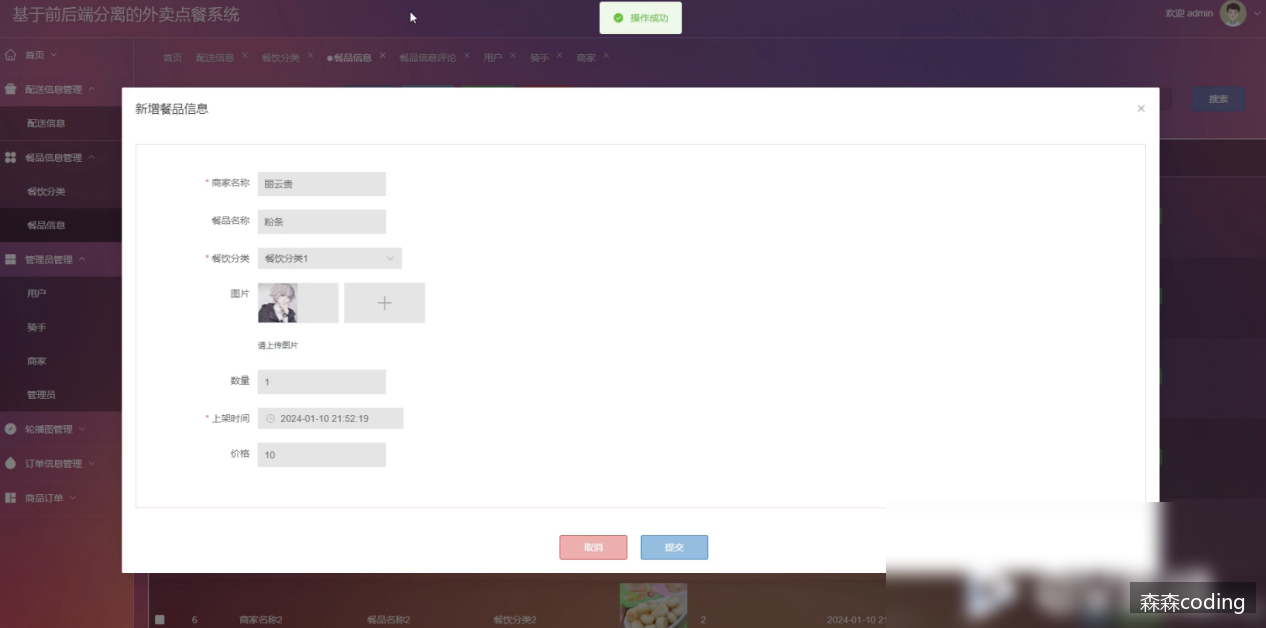 基于前后端分离的外卖点餐系统
操作成功
欢迎 admin
首页
首页 配送信息 餐饮分类 餐品信息 餐品信息评论 用户 骑手 商家
配送信息管理
新增餐品信息
搜索
配送信息
餐品信息管理
* 商家名称 丽云贵
餐饮分类
餐品名称 粉条
餐品信息
* 餐饮分类 餐饮分类1
管理员管理
图片
用户
骑手
请上传图片
商家
数量 1
管理员
* 上架时间 2024-01-10 21:52:19
轮播图管理
价格 10
订单信息管理
商品订单
取消 提交
森森coding
6 商家名称2 餐品名称2 餐饮分类2 2 2024-01-10 21